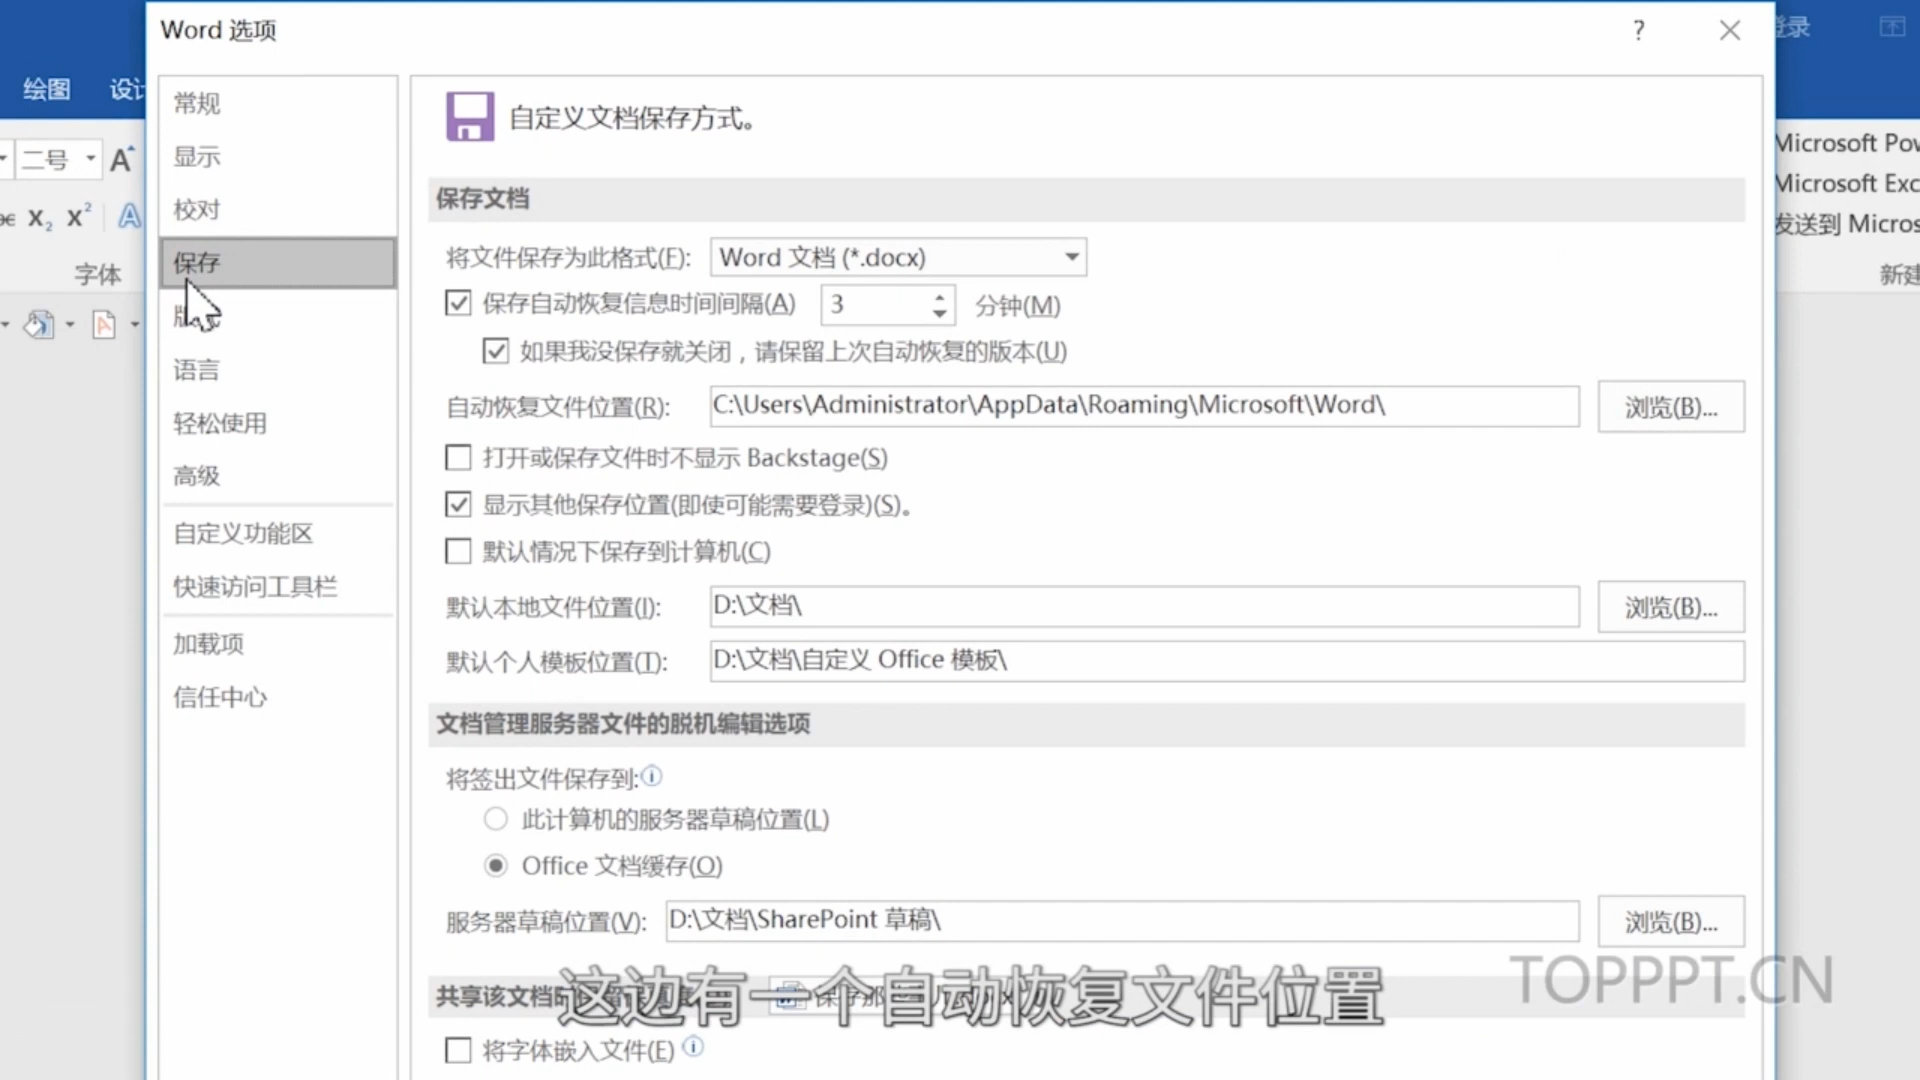 Word 选项
?
登录
绘图
设计
二号
A
Microsoft Pow
Microsoft Exc
发送到 Micros
字体
新建
常规
显示
校对
保存
语言
轻松使用
高级
自定义功能区
快速访问工具栏
加载项
信任中心
自定义文档保存方式。
保存文档
将文件保存为此格式(F): Word 文档 (*.docx)
保存自动恢复信息时间间隔(A) 3 分钟(M)
如果我没保存就关闭，请保留上次自动恢复的版本(U)
自动恢复文件位置(R): C:\Users\Administrator\AppData\Roaming\Microsoft\Word\ 浏览(B)...
打开或保存文件时不显示 Backstage(S)
显示其他保存位置(即使可能需要登录)(S)。
默认情况下保存到计算机(C)
默认本地文件位置(I): D:\文档\ 浏览(B)...
默认个人模板位置(T): D:\文档\自定义 Office 模板\
文档管理服务器文件的脱机编辑选项
将签出文件保存到:
此计算机的服务器草稿位置(L)
Office 文档缓存(O)
服务器草稿位置(V): D:\文档\SharePoint 草稿\ 浏览(B)...
共享该文档时
这边有一个自动恢复文件位置
TOPPPT.CN
将字体嵌入文件(E)